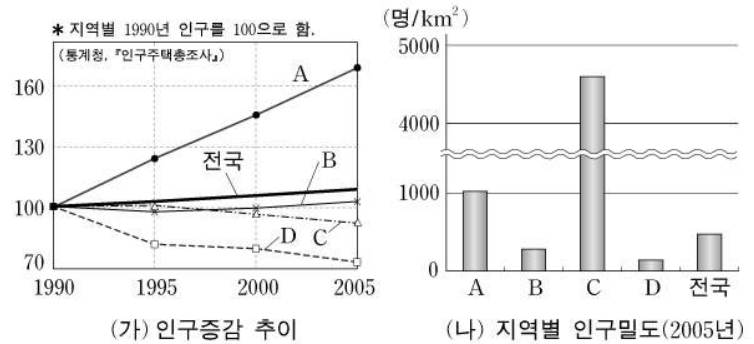 * 지역별 1990년 인구를 100으로 함.
(통계청, 『인구주택총조사』)
160
130
100
70
1990 1995 2000 2005
A
전국
B
D
C
(가) 인구증감 추이
(명/km²)
5000
4000
1000
0
A B C D 전국
(나) 지역별 인구밀도(2005년)